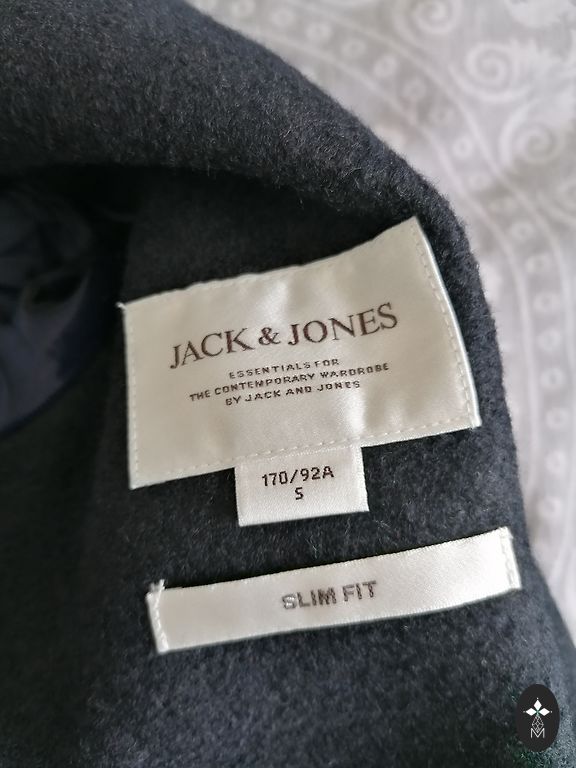 JACK & JONES
ESSENTIALS FOR
THE CONTEMPORARY WARDROBE
BY JACK AND JONES
170/92A
S
SLIM FIT
M